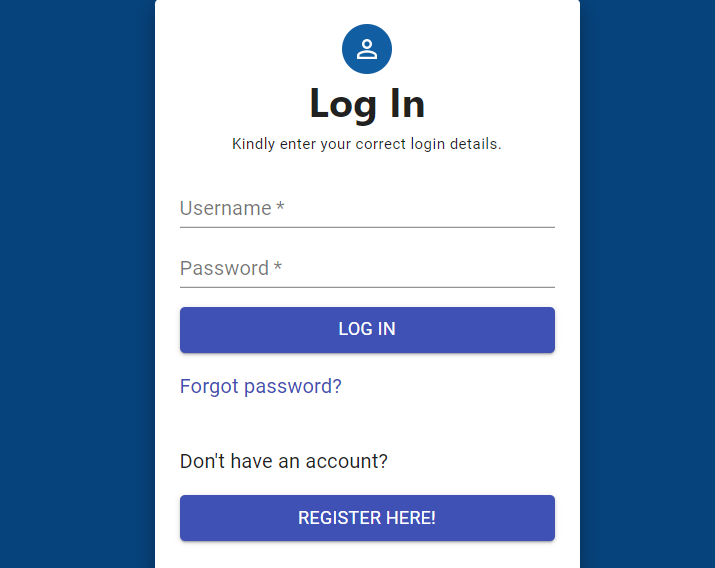 Log In
Kindly enter your correct login details.
Username *
Password *
LOG IN
Forgot password?
Don't have an account?
REGISTER HERE!